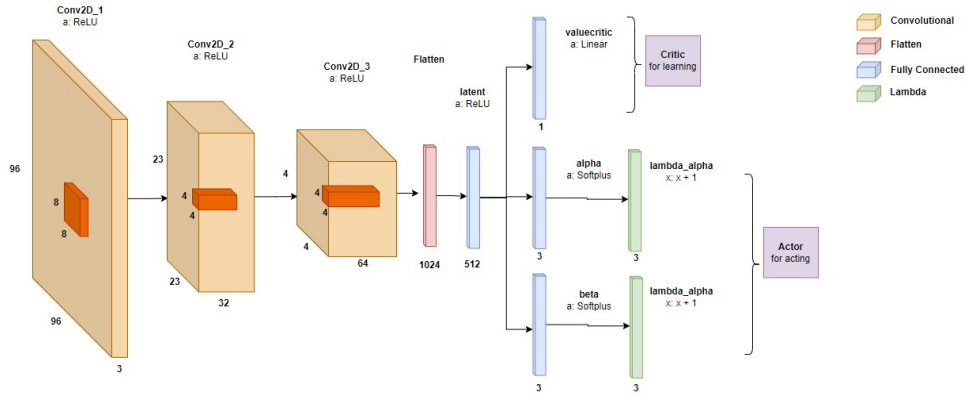 Conv2D_1
a: ReLU
96
8
8
96
3
Conv2D_2
a: ReLU
23
4
4
23
32
Conv2D_3
a: ReLU
4
4
4
4
64
Flatten
1024
latent
a: ReLU
512
valuecritic
a: Linear
1
Critic
for learning
alpha
a: Softplus
3
lambda_alpha
x: x + 1
3
beta
a: Softplus
3
lambda_alpha
x: x + 1
3
Actor
for acting
Convolutional
Flatten
Fully Connected
Lambda